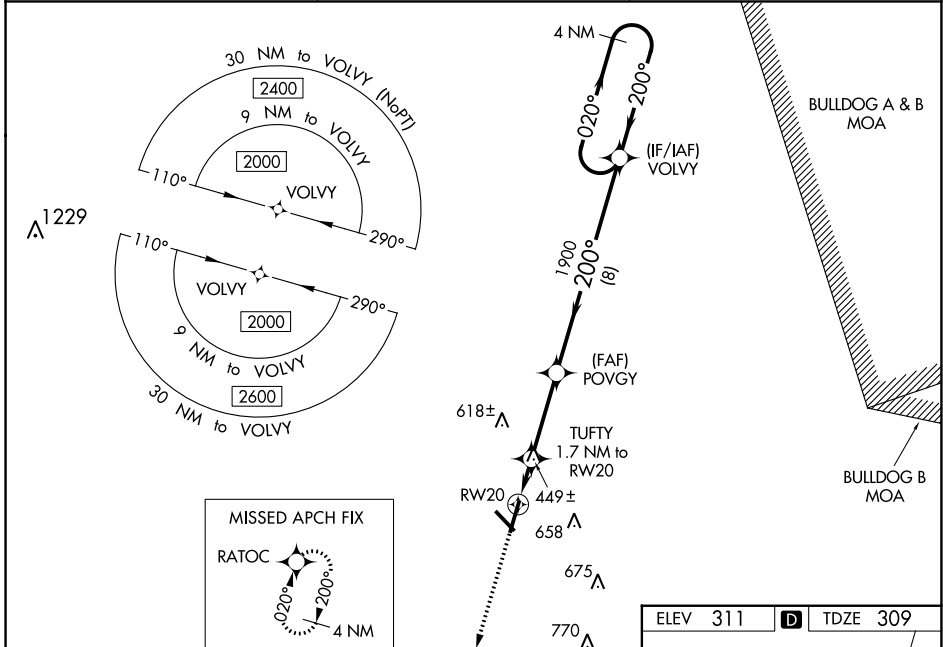 30 NM to VOLVY (NoPT)
2400
9 NM to VOLVY
2000
110°
VOLVY
290°
1229
110°
VOLVY
290°
2000
9 NM to VOLVY
2600
30 NM to VOLVY
4 NM
020°
200°
(IF/IAF)
VOLVY
1900
200°
(8)
(FAF)
POVGY
618±
TUFTY
1.7 NM to
RW20
RW20
449±
658
675
770
BULLDOG A & B
MOA
BULLDOG B
MOA
MISSED APCH FIX
RATOC
020°
200°
4 NM
ELEV 311 D TDZE 309